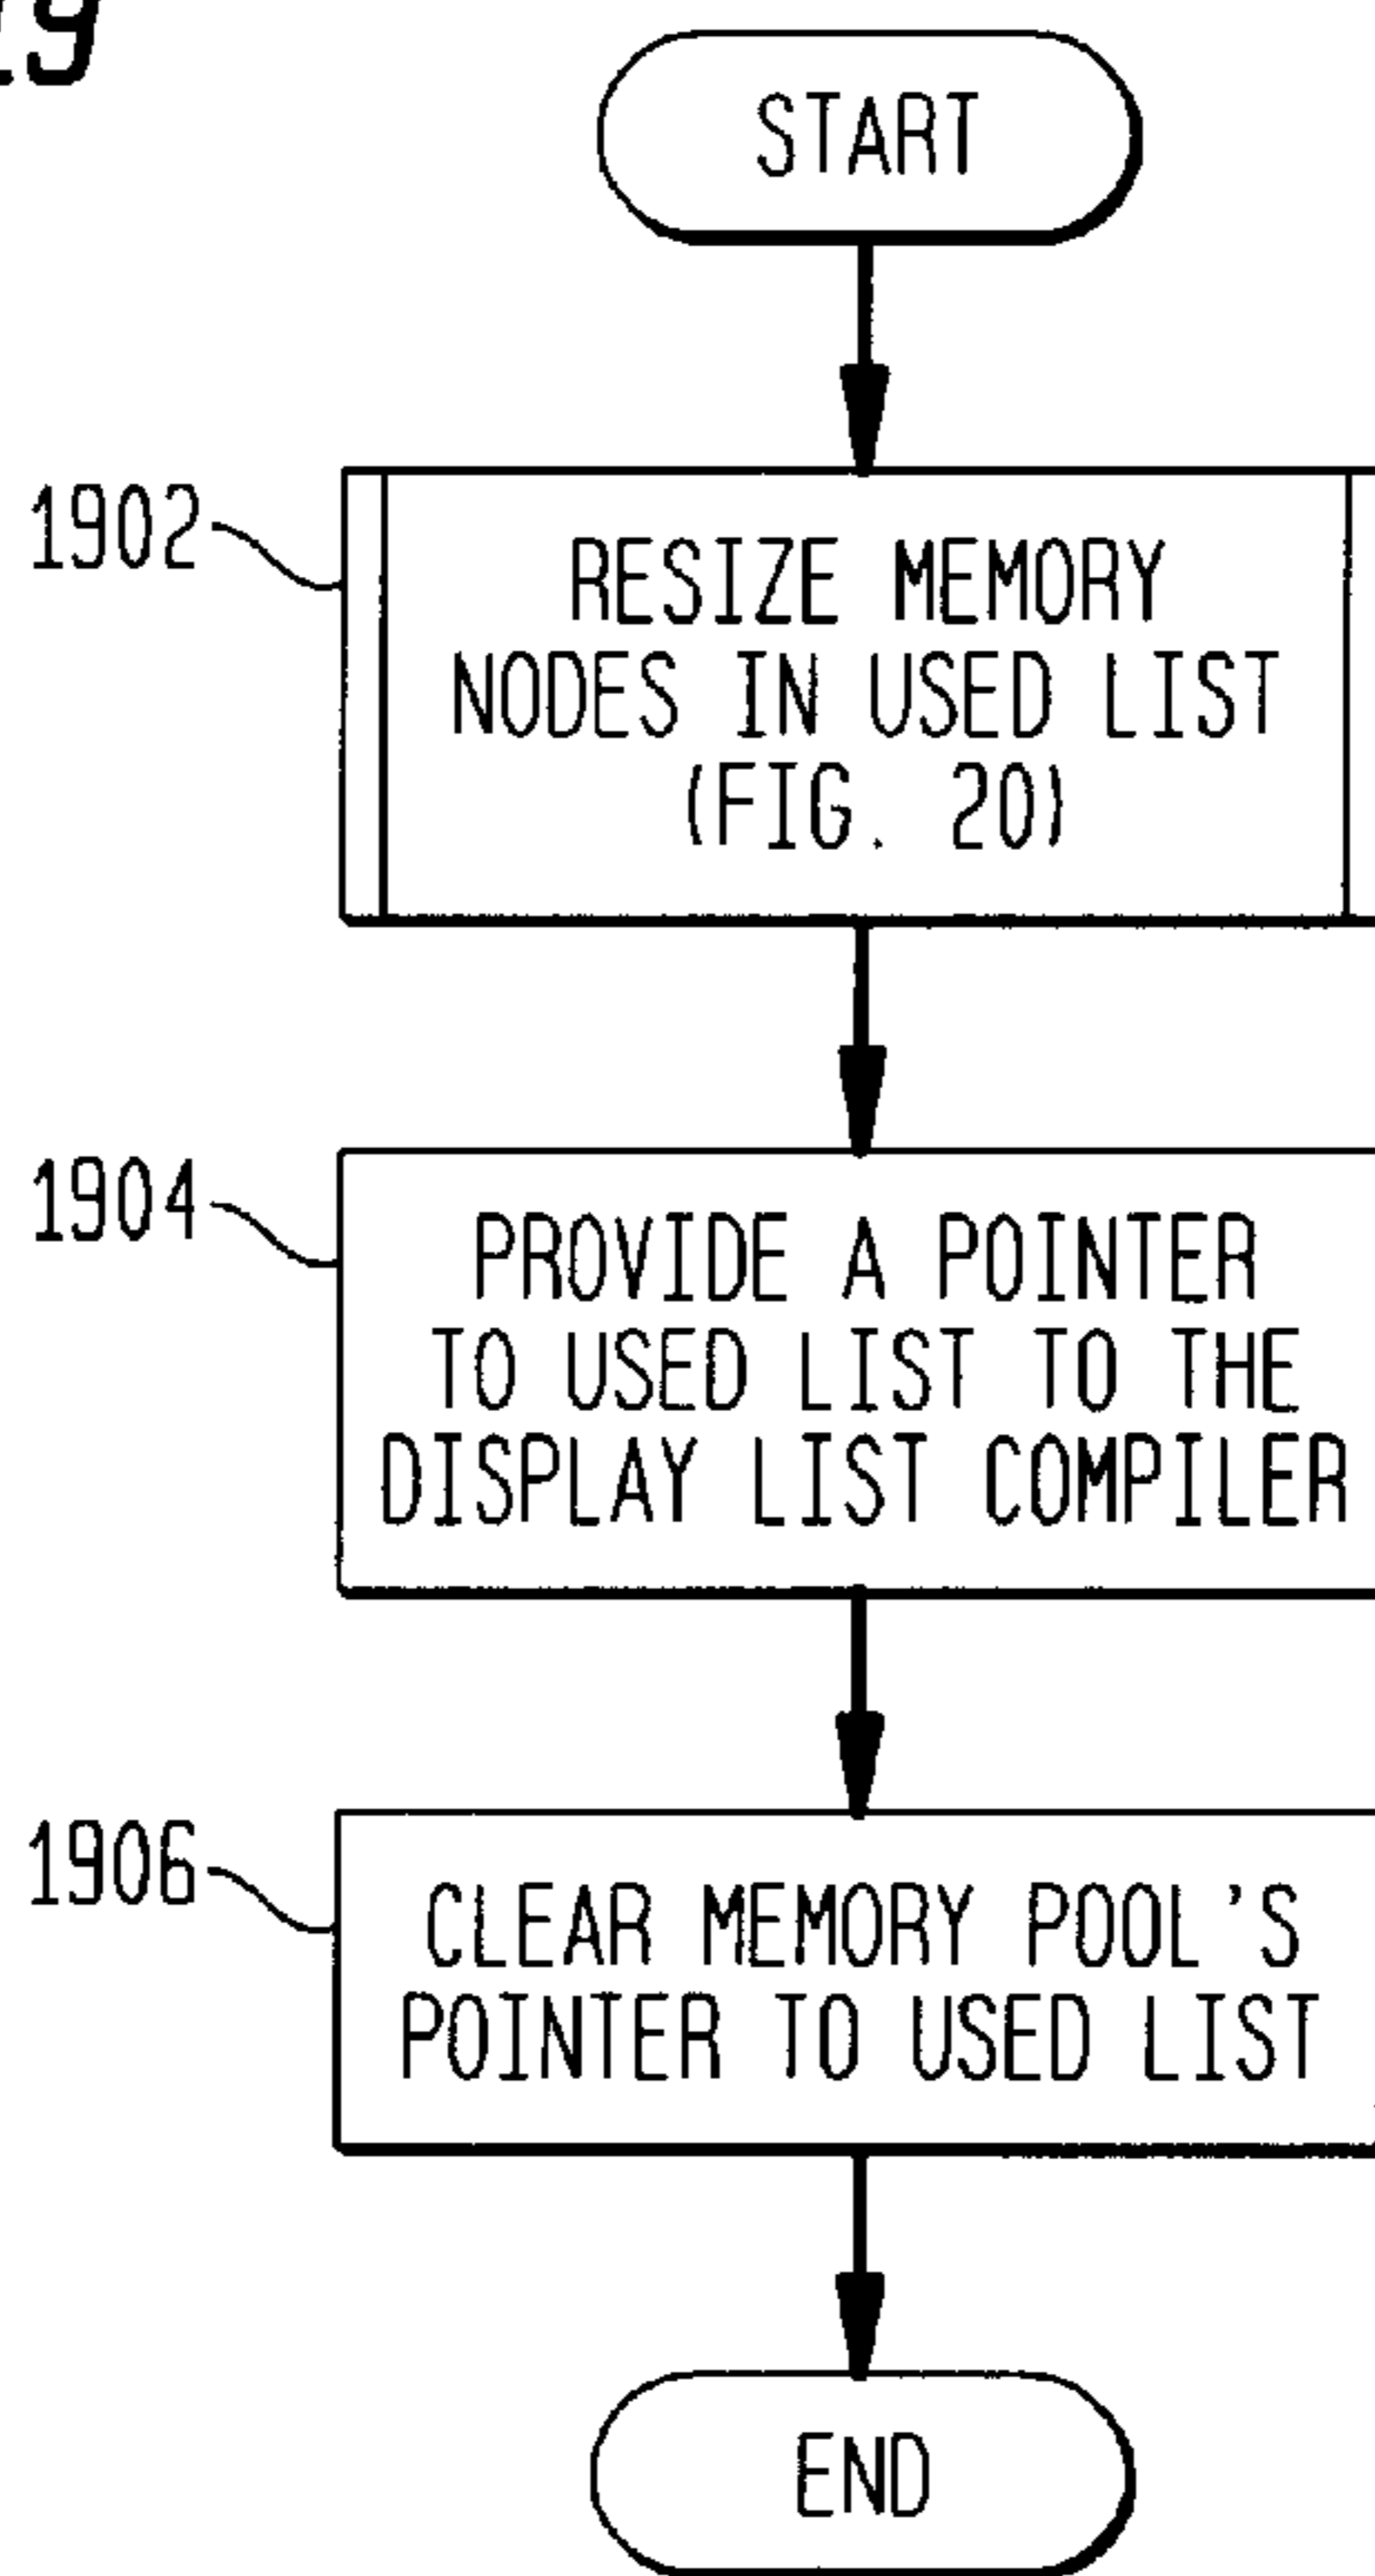 19
START
1902
RESIZE MEMORY
NODES IN USED LIST
(FIG. 20)
1904
PROVIDE A POINTER
TO USED LIST TO THE
DISPLAY LIST COMPILER
1906
CLEAR MEMORY POOL'S
POINTER TO USED LIST
END